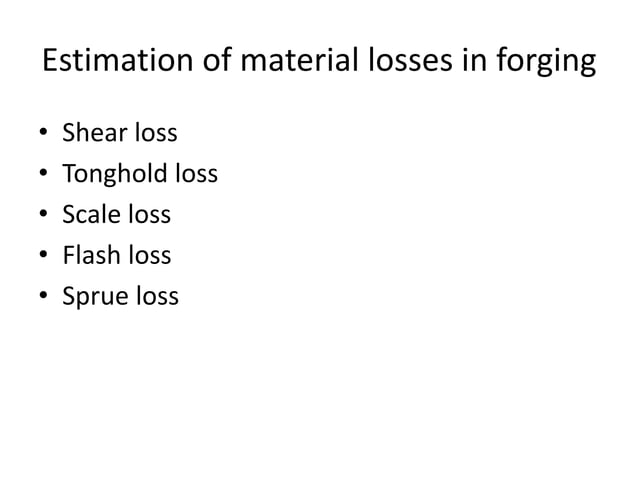 Estimation of material losses in forging
• Shear loss
• Tonghold loss
• Scale loss
• Flash loss
• Sprue loss